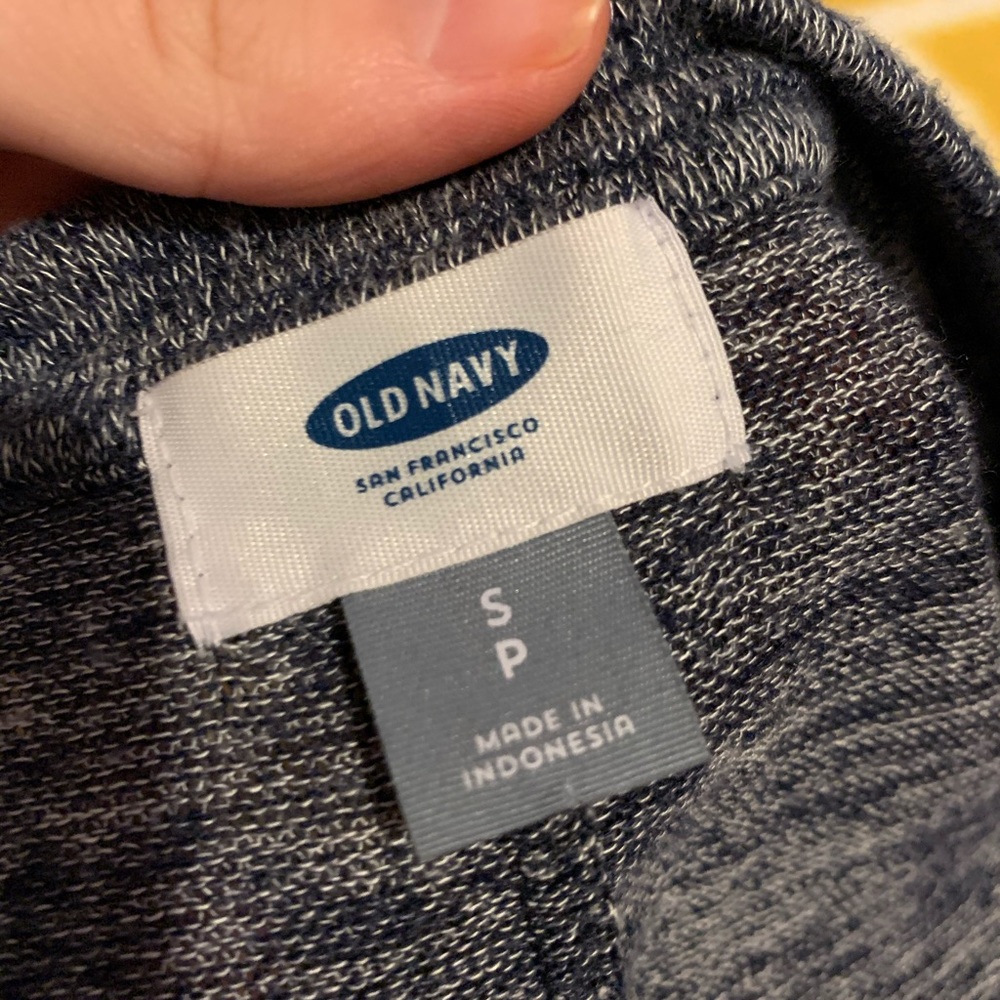 OLD NAVY
SAN FRANCISCO
CALIFORNIA
S
P
MADE IN
INDONESIA